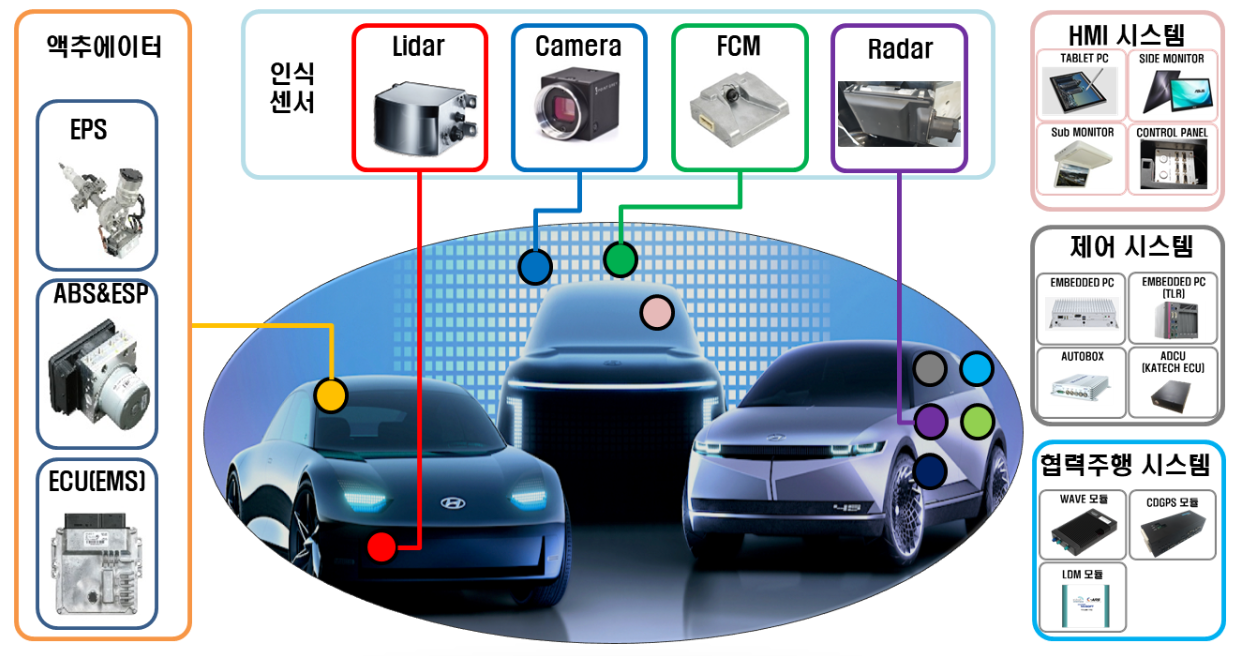 액추에이터
EPS
ABS&ESP
ECU(EMS)
인식
센서
Lidar
Camera
FCM
Radar
HMI 시스템
TABLET PC
SIDE MONITOR
Sub MONITOR
CONTROL PANEL
제어 시스템
EMBEDDED PC
EMBEDDED PC
(TLR)
AUTOBOX
ADCU
(KATECH ECU)
협력주행 시스템
WAVE 모듈
CDGPS 모듈
LDM 모듈
45